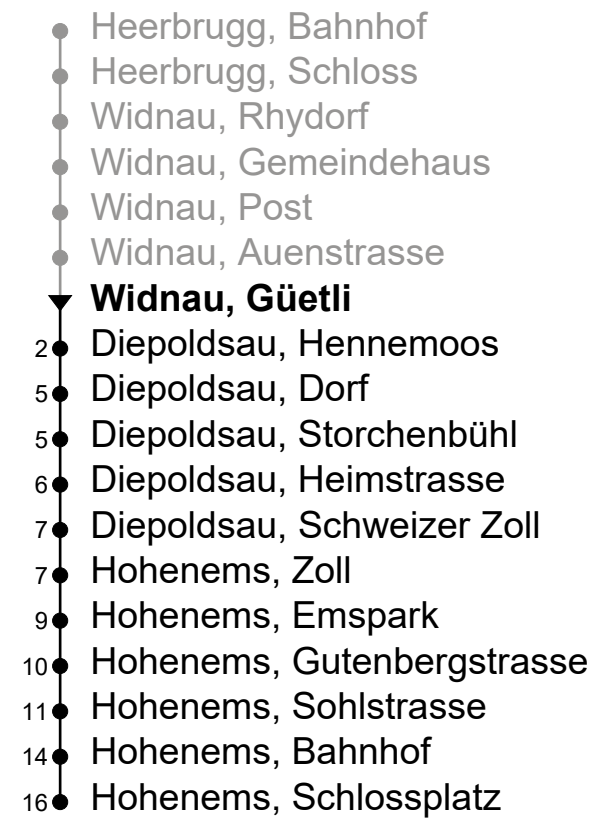 Heerbrugg, Bahnhof
Heerbrugg, Schloss
Widnau, Rhydorf
Widnau, Gemeindehaus
Widnau, Post
Widnau, Auenstrasse
Widnau, Güetli
2 Diepoldsau, Hennemoos
5 Diepoldsau, Dorf
5 Diepoldsau, Storchenbühl
6 Diepoldsau, Heimstrasse
7 Diepoldsau, Schweizer Zoll
7 Hohenems, Zoll
9 Hohenems, Emspark
10 Hohenems, Gutenbergstrasse
11 Hohenems, Sohlstrasse
14 Hohenems, Bahnhof
16 Hohenems, Schlossplatz